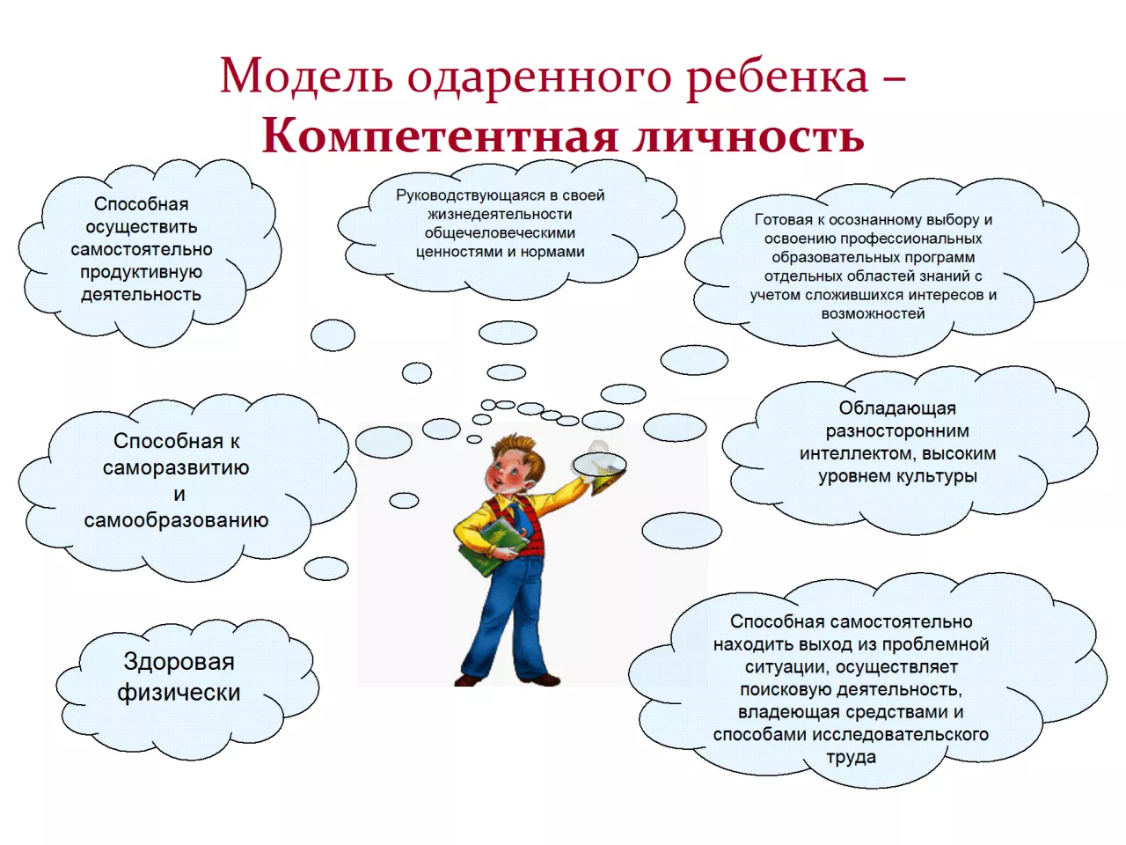 Модель одаренного ребенка –
Компетентная личность
Способная
осуществить
самостоятельно
продуктивную
деятельность
Руководствующаяся в своей
жизнедеятельности
общечеловеческими
ценностями и нормами
Готовая к осознанному выбору и
освоению профессиональных
образовательных программ
отдельных областей знаний с
учетом сложившихся интересов и
возможностей
Способная к
саморазвитию
и
самообразованию
Обладающая
разносторонним
интеллектом, высоким
уровнем культуры
Здоровая
физически
Способная самостоятельно
находить выход из проблемной
ситуации, осуществляет
поисковую деятельность,
владеющая средствами и
способами исследовательского
труда